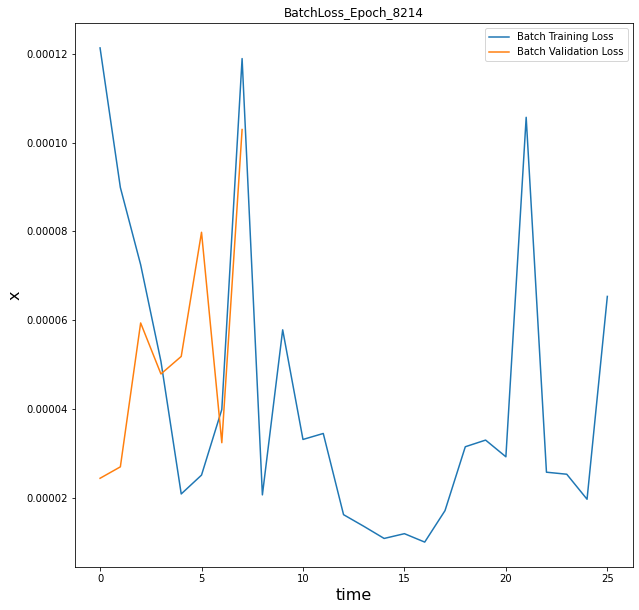 BatchLoss_Epoch_8214
Batch Training Loss
Batch Validation Loss
0.00012
0.00010
0.00008
0.00006
0.00004
0.00002
x
0 5 10 15 20 25
time